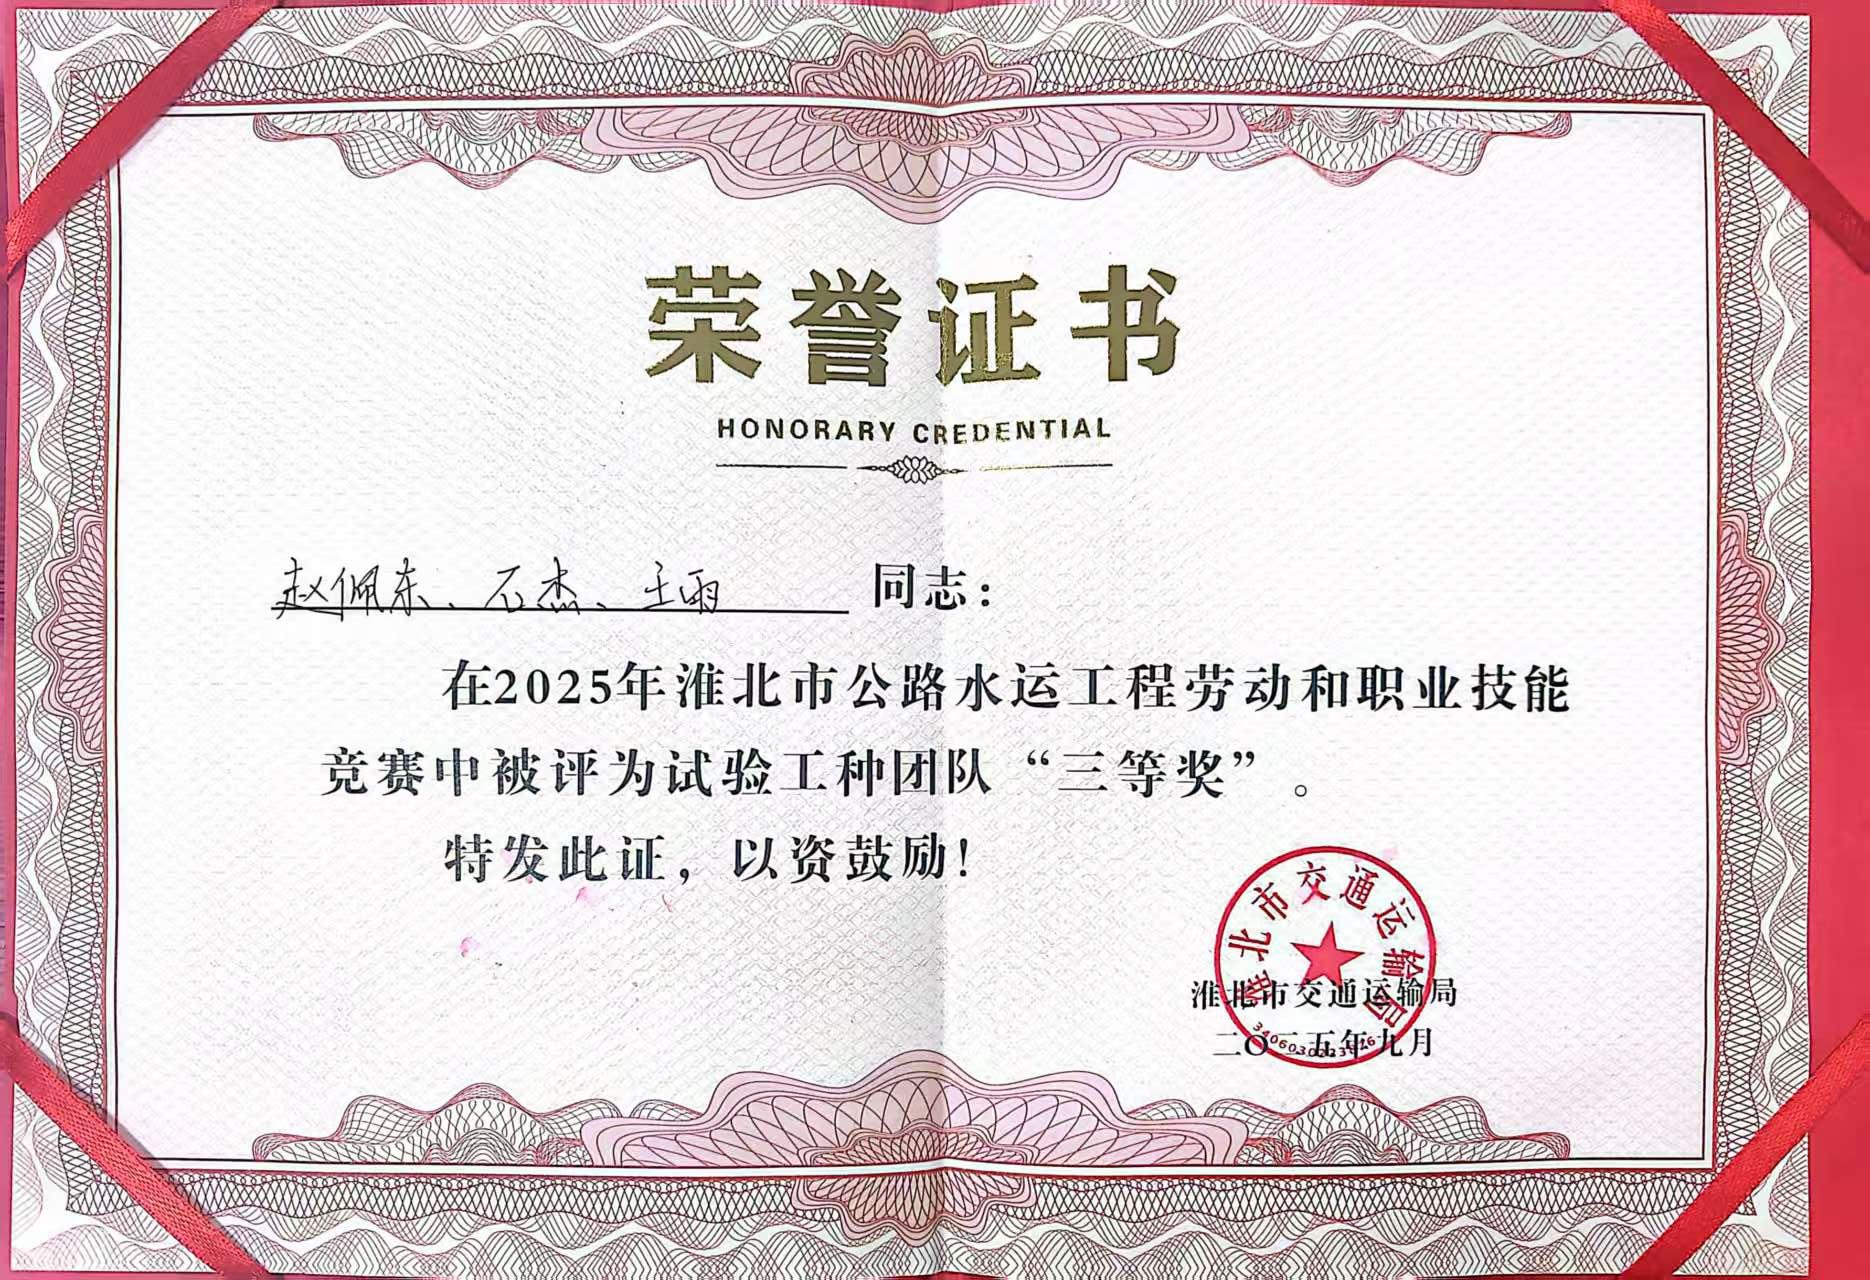 荣誉证书
HONORARY CREDENTIAL
赵佩东、石杰、王雨 同志：
在2025年淮北市公路水运工程劳动和职业技能
竞赛中被评为试验工种团队“三等奖”。
特发此证，以资鼓励！
淮北市交通运输局
淮北市交通运输局
二〇二五年九月